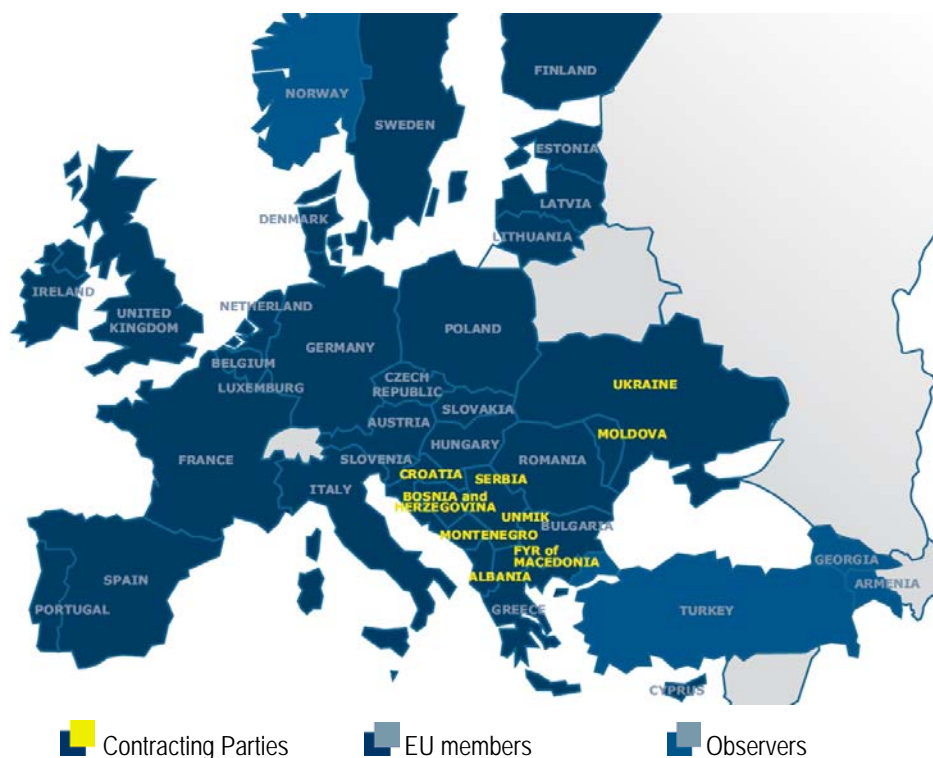 FINLAND
NORWAY
SWEDEN
ESTONIA
LATVIA
DENMARK
LITHUANIA
IRELAND
NETHERLAND
UNITED
KINGDOM
POLAND
GERMANY
BELGIUM
CZECH
REPUBLIC
LUXEMBURG
UKRAINE
SLOVAKIA
AUSTRIA
MOLDOVA
HUNGARY
FRANCE
SLOVENIA
ROMANIA
CROATIA
SERBIA
ITALY
BOSNIA and
HERZEGOVINA
UNMIK
BULGARIA
MONTENEGRO
FYR of
MACEDONIA
GEORGIA
ALBANIA
SPAIN
ARMENIA
PORTUGAL
GREECE
TURKEY
CYPRUS
Contracting Parties
EU members
Observers